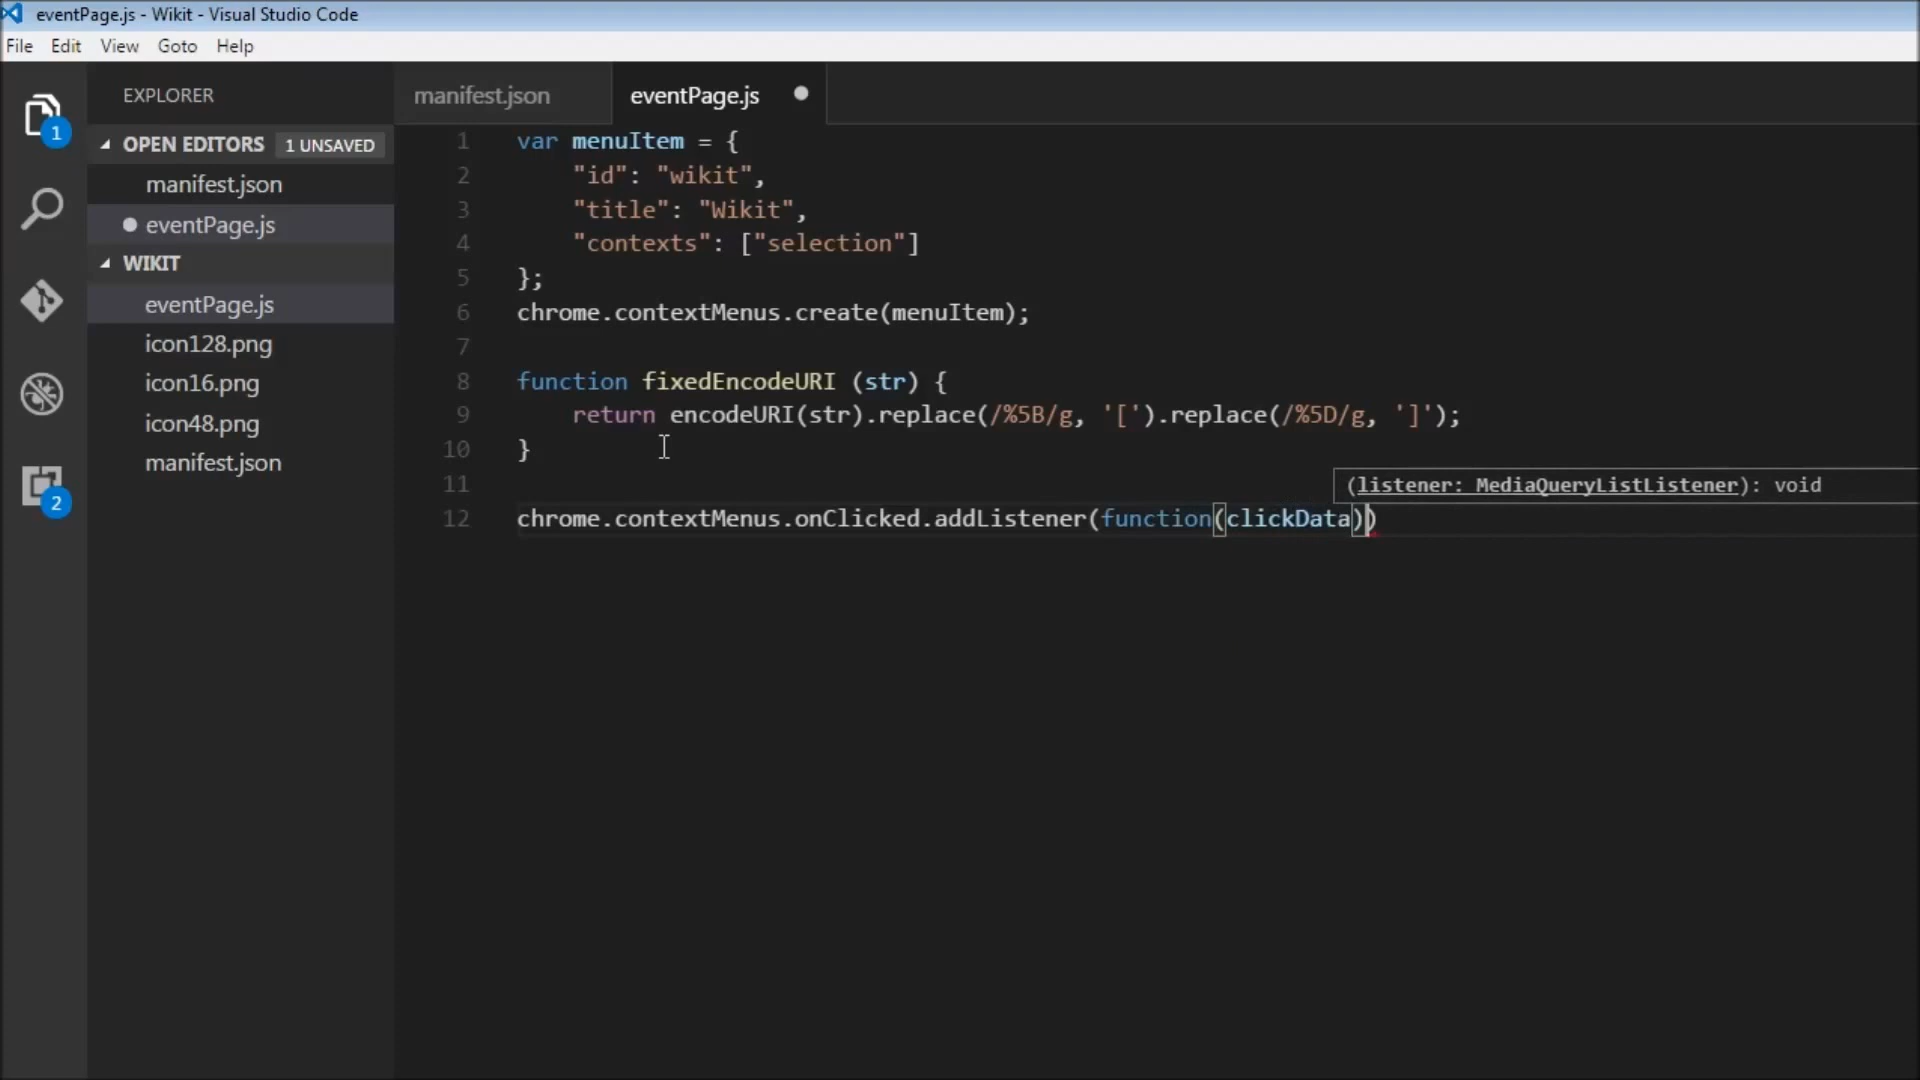 eventPage.js - Wikit - Visual Studio Code
File Edit View Goto Help
EXPLORER
OPEN EDITORS 1 UNSAVED
manifest.json
eventPage.js
WIKIT
eventPage.js
icon128.png
icon16.png
icon48.png
manifest.json
1
2
manifest.json eventPage.js
1 var menuItem = {
2 "id": "wikit",
3 "title": "Wikit",
4 "contexts": ["selection"]
5 };
6 chrome.contextMenus.create(menuItem);
7
8 function fixedEncodeURI (str) {
9 return encodeURI(str).replace(/%5B/g, '[').replace(/%5D/g, ']');
10 }
11
(listener: MediaQueryListListener): void
12 chrome.contextMenus.onClicked.addListener(function(clickData))